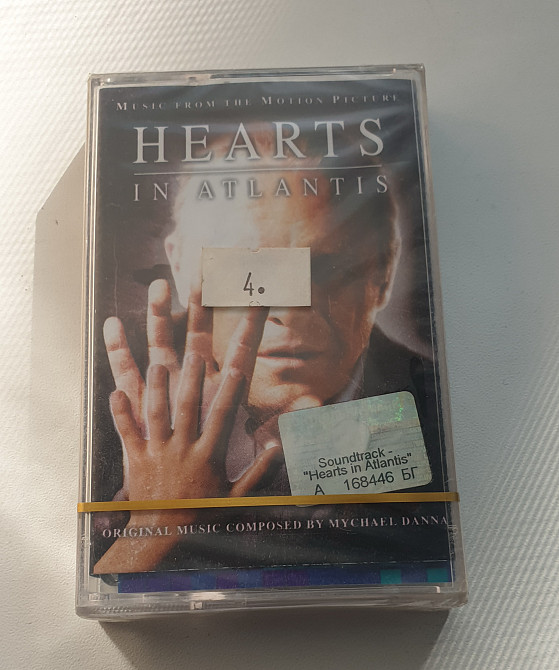 MUSIC FROM THE MOTION PICTURE
HEARTS
IN ATLANTIS
4.
Soundtrack -
"Hearts in Atlantis"
А 168446 БГ
ORIGINAL MUSIC COMPOSED BY MYCHAEL DANNA